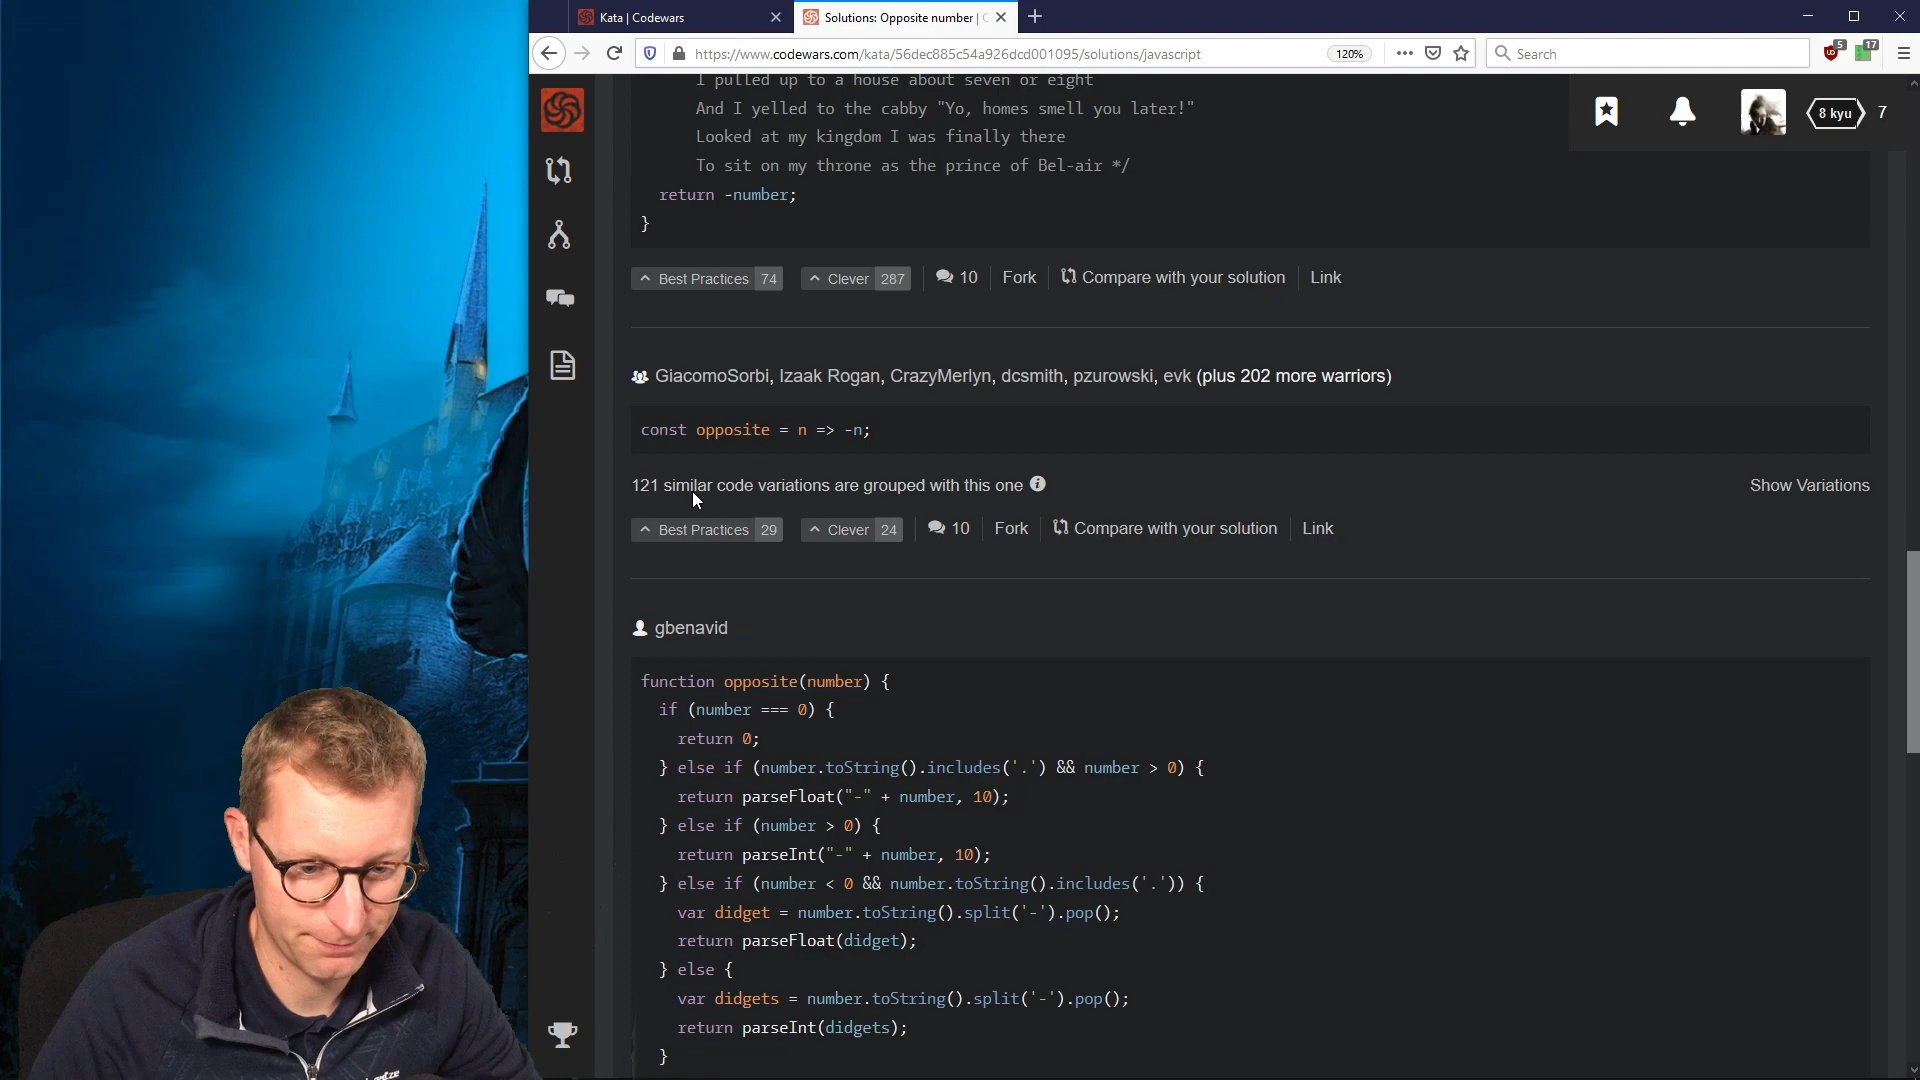 Kata | Codewars
Solutions: Opposite number |
https://www.codewars.com/kata/56dec885c54a926dcd001095/solutions/javascript
120%
Search
5
17
I pulled up to a house about seven or eight
And I yelled to the cabby "Yo, homes smell you later!"
Looked at my kingdom I was finally there
To sit on my throne as the prince of Bel-air */
return -number;
}
8 kyu
7
Best Practices 74 Clever 287 10 Fork Compare with your solution Link
GiacomoSorbi, Izaak Rogan, CrazyMerlyn, dcsmith, pzurowski, evk (plus 202 more warriors)
const opposite = n => -n;
121 similar code variations are grouped with this one
Show Variations
Best Practices 29 Clever 24 10 Fork Compare with your solution Link
gbenavid
function opposite(number) {
if (number === 0) {
return 0;
} else if (number.toString().includes('.') && number > 0) {
return parseFloat("-" + number, 10);
} else if (number > 0) {
return parseInt("-" + number, 10);
} else if (number < 0 && number.toString().includes('.')) {
var didget = number.toString().split('-').pop();
return parseFloat(didget);
} else {
var didgets = number.toString().split('-').pop();
return parseInt(didgets);
}